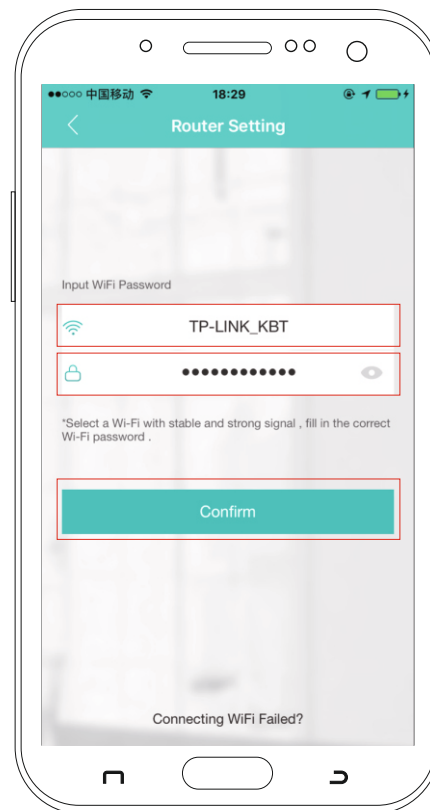 中国移动 18:29
Router Setting
Input WiFi Password
TP-LINK_KBT
••••••••••••
*Select a Wi-Fi with stable and strong signal , fill in the correct
Wi-Fi password .
Confirm
Connecting WiFi Failed?